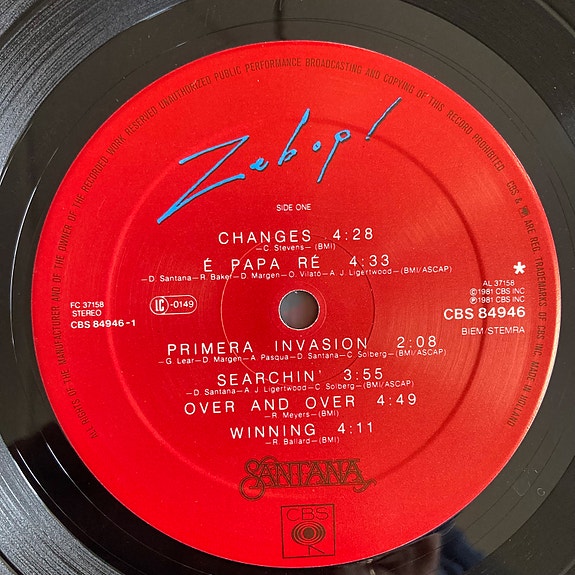 ALL RIGHTS OF THE MANUFACTURER AND OF THE OWNER OF THE RECORDED WORK RESERVED UNAUTHORIZED PUBLIC PERFORMANCE BROADCASTING AND COPYING OF THIS RECORD PROHIBITED. CBS & ARE REG. TRADEMARKS OF CBS INC. MADE IN HOLLAND
Zebop!
SIDE ONE
CHANGES 4:28
—C. Stevens—(BMI)
É PAPA RÉ 4:33
—D. Santana—R. Baker—D. Margen—O. Vilató—A. J. Ligertwood—(BMI/ASCAP)
FC 37158
STEREO
CBS 84946-1
LC-0149
*
AL 37158
©1981 CBS INC
℗1981 CBS INC
CBS 84946
BIEM/STEMRA
PRIMERA INVASION 2:08
—G. Lear—D. Margen—A. Pasqua—D. Santana—C. Solberg—(BMI/ASCAP)
SEARCHIN' 3:55
—D. Santana—A. J. Ligertwood—C. Solberg—(BMI/ASCAP)
OVER AND OVER 4:49
—R. Meyers—(BMI)
WINNING 4:11
—R. Ballard—(BMI)
SANTANA
CBS